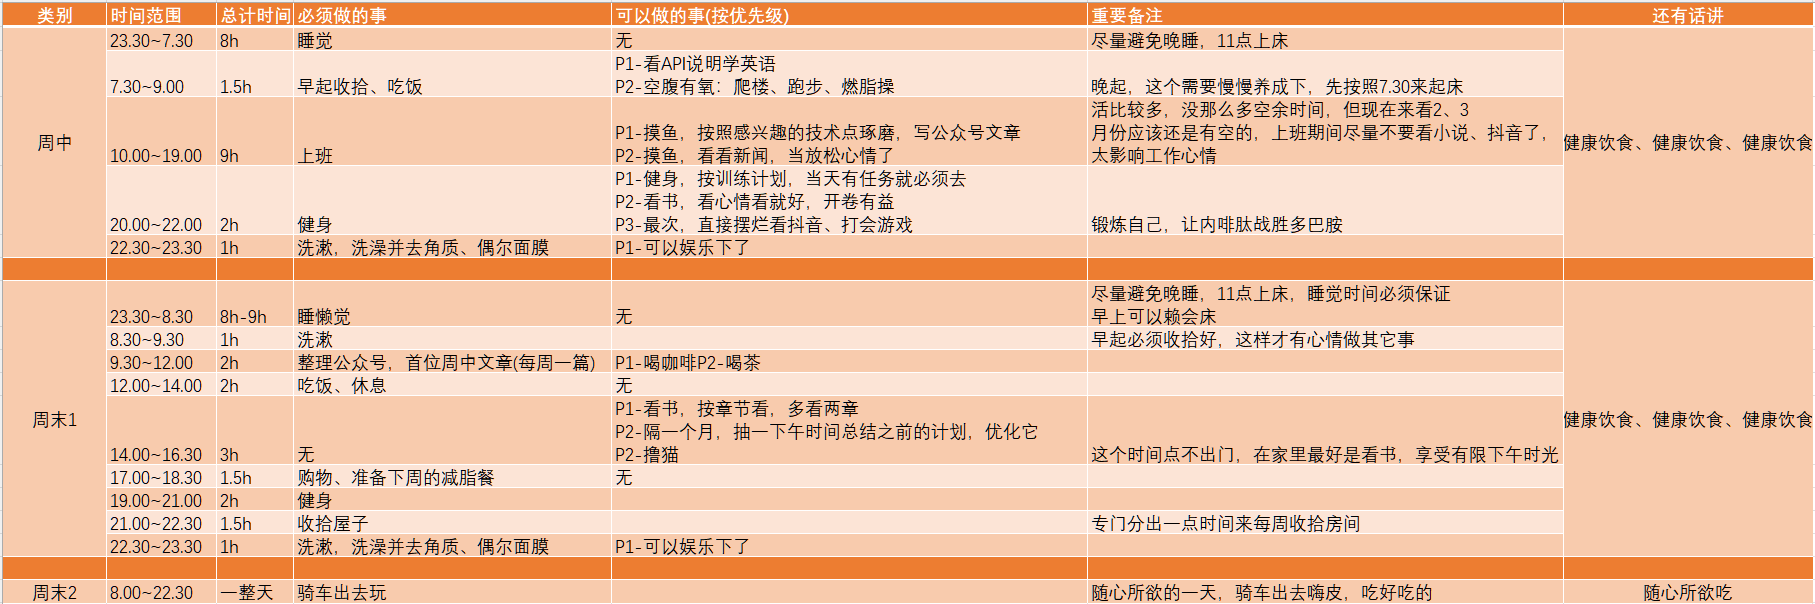 类别 时间范围 总计时间 必须做的事 可以做的事(按优先级) 重要备注 还有话讲
周中
23.30~7.30 8h 睡觉 无 尽量避免晚睡，11点上床
P1-看API说明学英语
P2-空腹有氧：爬楼、跑步、燃脂操
7.30~9.00 1.5h 早起收拾、吃饭 晚起，这个需要慢慢养成下，先按照7.30来起床
活比较多，没那么多空余时间，但现在来看2、3
P1-摸鱼，按照感兴趣的技术点琢磨，写公众号文章 月份应该还是有空的，上班期间尽量不要看小说、抖音了，
10.00~19.00 9h 上班 P2-摸鱼，看看新闻，当放松心情了 太影响工作心情
健康饮食、健康饮食、健康饮食
P1-健身，按训练计划，当天有任务就必须去
P2-看书，看心情看就好，开卷有益
20.00~22.00 2h 健身 P3-最次，直接摆烂看抖音、打会游戏 锻炼自己，让内啡肽战胜多巴胺
22.30~23.30 1h 洗漱，洗澡并去角质、偶尔面膜 P1-可以娱乐下了
周末1
尽量避免晚睡，11点上床，睡觉时间必须保证
23.30~8.30 8h-9h 睡懒觉 无 早上可以赖会床
8.30~9.30 1h 洗漱 早起必须收拾好，这样才有心情做其它事
9.30~12.00 2h 整理公众号，首位周中文章(每周一篇) P1-喝咖啡P2-喝茶
12.00~14.00 2h 吃饭、休息 无
P1-看书，按章节看，多看两章
P2-隔一个月，抽一下午时间总结之前的计划，优化它
14.00~16.30 3h 无 P2-撸猫 这个时间点不出门，在家里最好是看书，享受有限下午时光
健康饮食、健康饮食、健康饮食
17.00~18.30 1.5h 购物、准备下周的减脂餐 无
19.00~21.00 2h 健身
21.00~22.30 1.5h 收拾屋子 专门分出一点时间来每周收拾房间
22.30~23.30 1h 洗漱，洗澡并去角质、偶尔面膜 P1-可以娱乐下了
周末2 8.00~22.30 一整天 骑车出去玩 随心所欲的一天，骑车出去嗨皮，吃好吃的 随心所欲吃